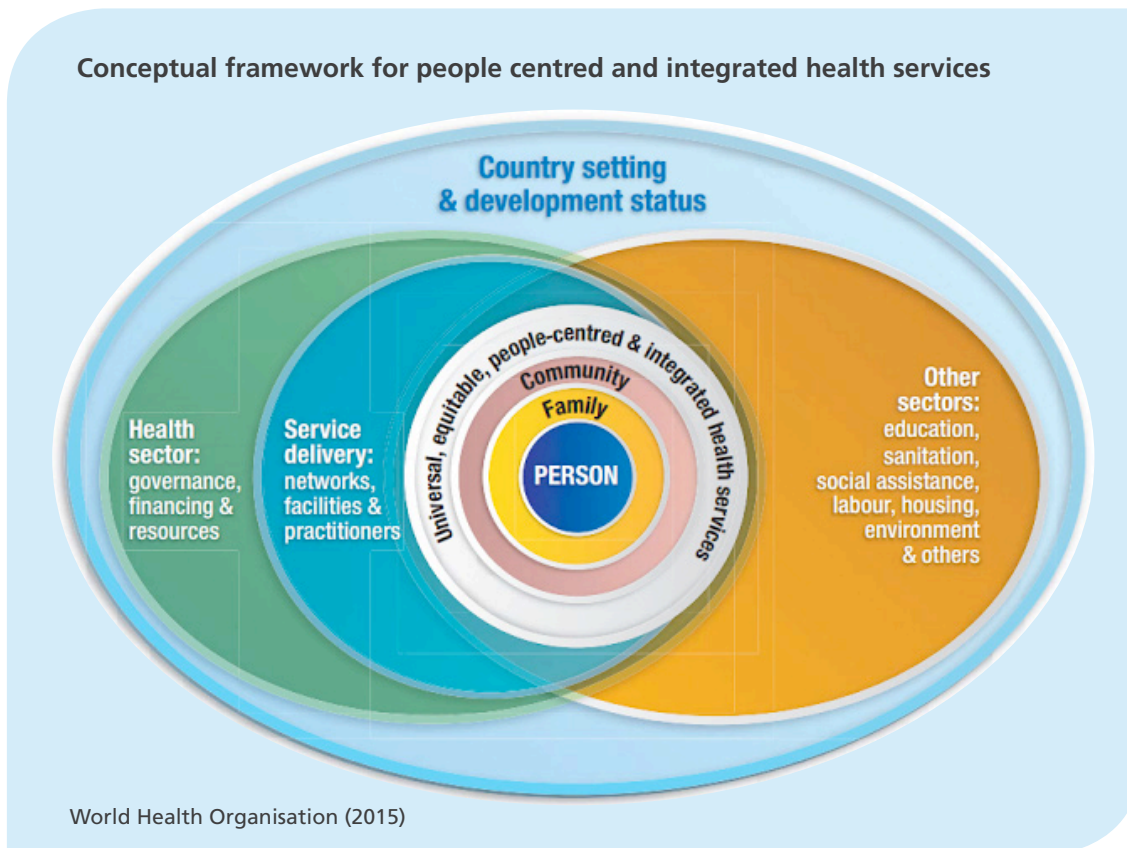 Conceptual framework for people centred and integrated health services
Country setting
& development status
Universal, equitable, people-centred & integrated health services
Community
Family
PERSON
Health
sector:
governance,
financing &
resources
Service
delivery:
networks,
facilities &
practitioners
Other
sectors:
education,
sanitation,
social assistance,
labour, housing,
environment
& others
World Health Organisation (2015)